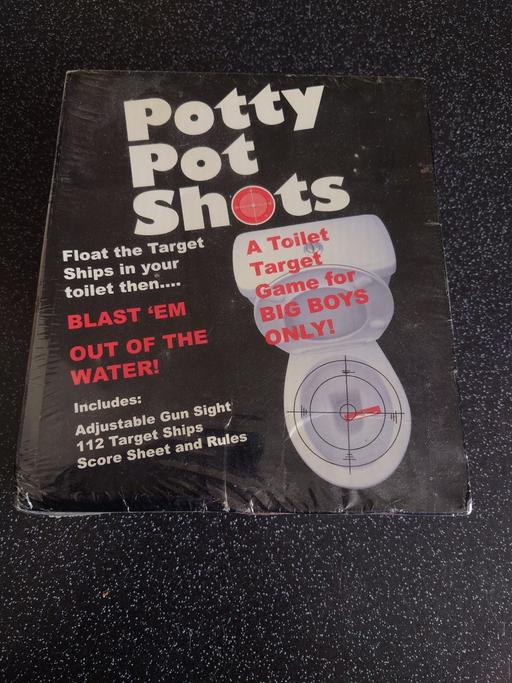 Potty
Pot
Shots
Float the Target
Ships in your
toilet then....
BLAST ‘EM
OUT OF THE
WATER!
Includes:
Adjustable Gun Sight
112 Target Ships
Score Sheet and Rules
A Toilet
Target
Game for
BIG BOYS
ONLY!